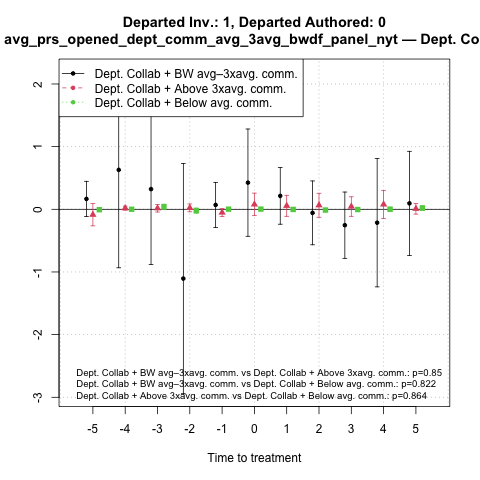 Departed Inv.: 1, Departed Authored: 0
avg_prs_opened_dept_comm_avg_3avg_bwdf_panel_nyt — Dept. Co
Dept. Collab + BW avg–3xavg. comm.
Dept. Collab + Above 3xavg. comm.
Dept. Collab + Below avg. comm.
2
1
0
-1
-2
-3
Dept. Collab + BW avg–3xavg. comm. vs Dept. Collab + Above 3xavg. comm.: p=0.85
Dept. Collab + BW avg–3xavg. comm. vs Dept. Collab + Below avg. comm.: p=0.822
Dept. Collab + Above 3xavg. comm. vs Dept. Collab + Below avg. comm.: p=0.864
-5 -4 -3 -2 -1 0 1 2 3 4 5
Time to treatment